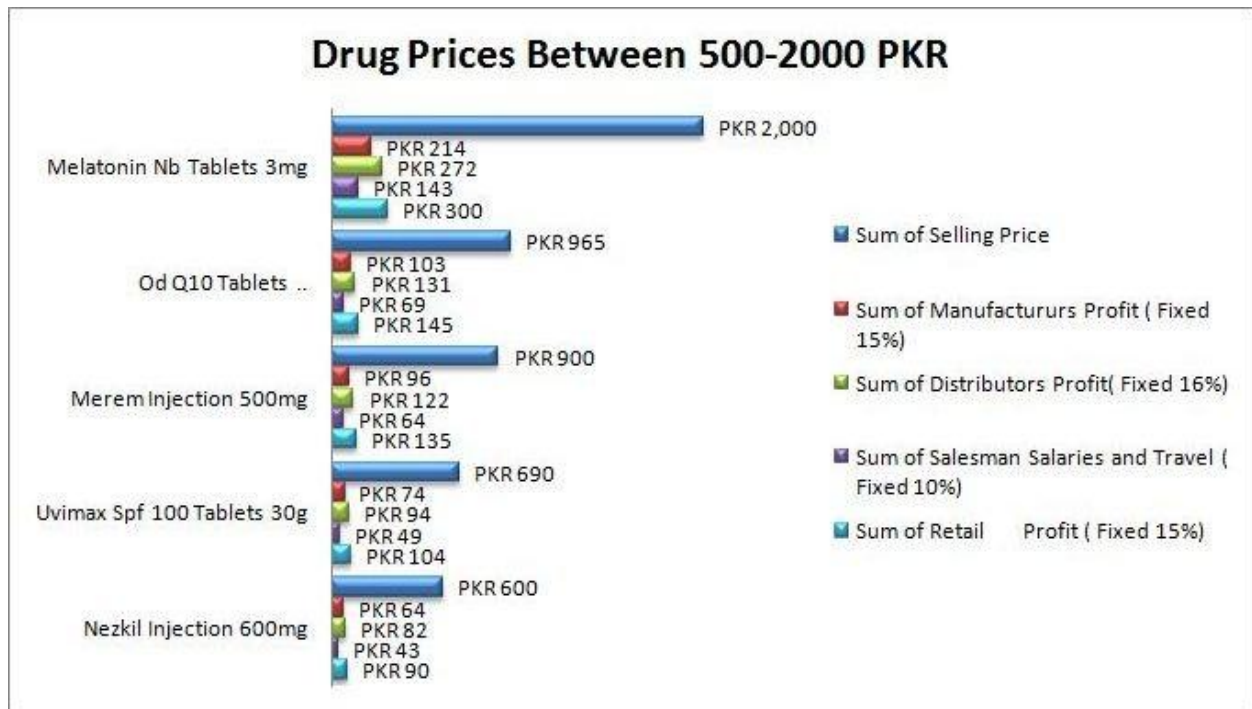 Drug Prices Between 500-2000 PKR
Melatonin Nb Tablets 3mg
PKR 2,000
PKR 214
PKR 272
PKR 143
PKR 300
Od Q10 Tablets ..
PKR 965
PKR 103
PKR 131
PKR 69
PKR 145
Merem Injection 500mg
PKR 900
PKR 96
PKR 122
PKR 64
PKR 135
Uvimax Spf 100 Tablets 30g
PKR 690
PKR 74
PKR 94
PKR 49
PKR 104
Nezkil Injection 600mg
PKR 600
PKR 64
PKR 82
PKR 43
PKR 90
Sum of Selling Price
Sum of Manufactururs Profit ( Fixed
15%)
Sum of Distributors Profit( Fixed 16%)
Sum of Salesman Salaries and Travel (
Fixed 10%)
Sum of Retail Profit ( Fixed 15%)